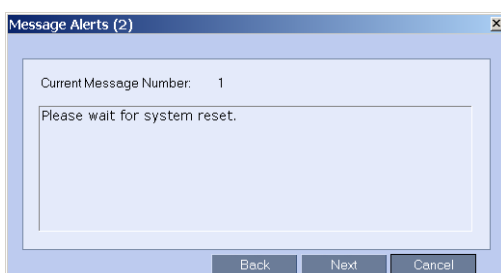 Message Alerts (2)
Current Message Number: 1
Please wait for system reset.
Back Next Cancel